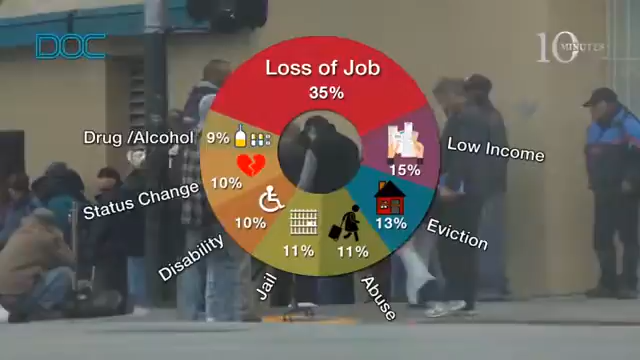 DOC
10 MINUTES
Loss of Job
35%
Low Income
15%
Eviction
13%
Abuse
11%
Jail
11%
Disability
10%
Status Change
10%
Drug /Alcohol
9%